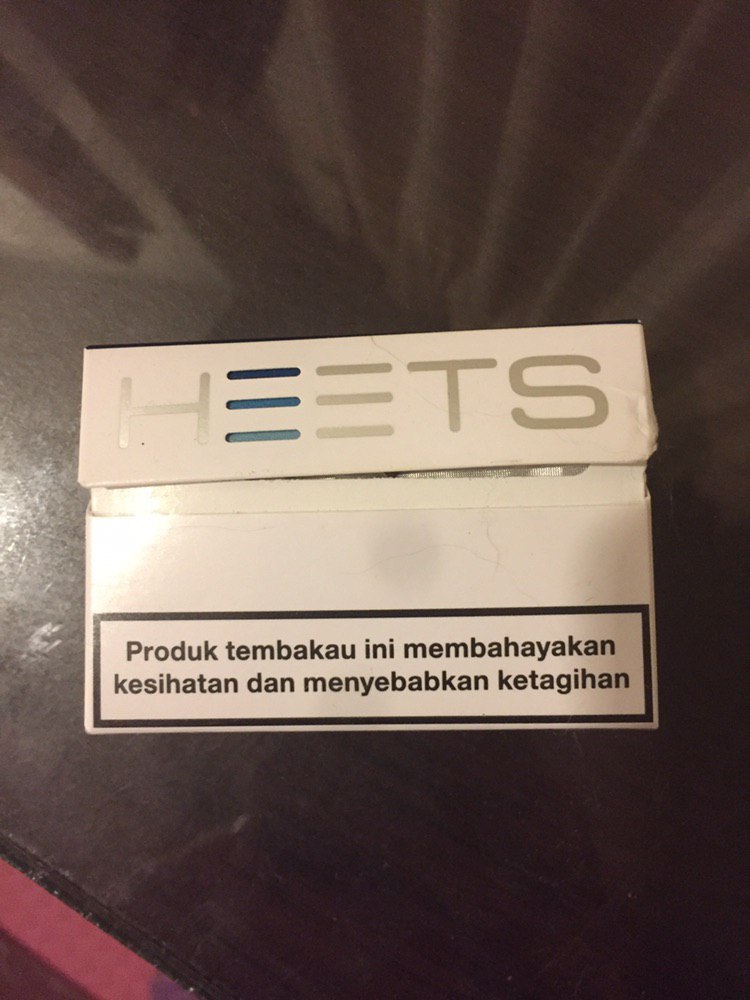 HEETS
Produk tembakau ini membahayakan
kesihatan dan menyebabkan ketagihan